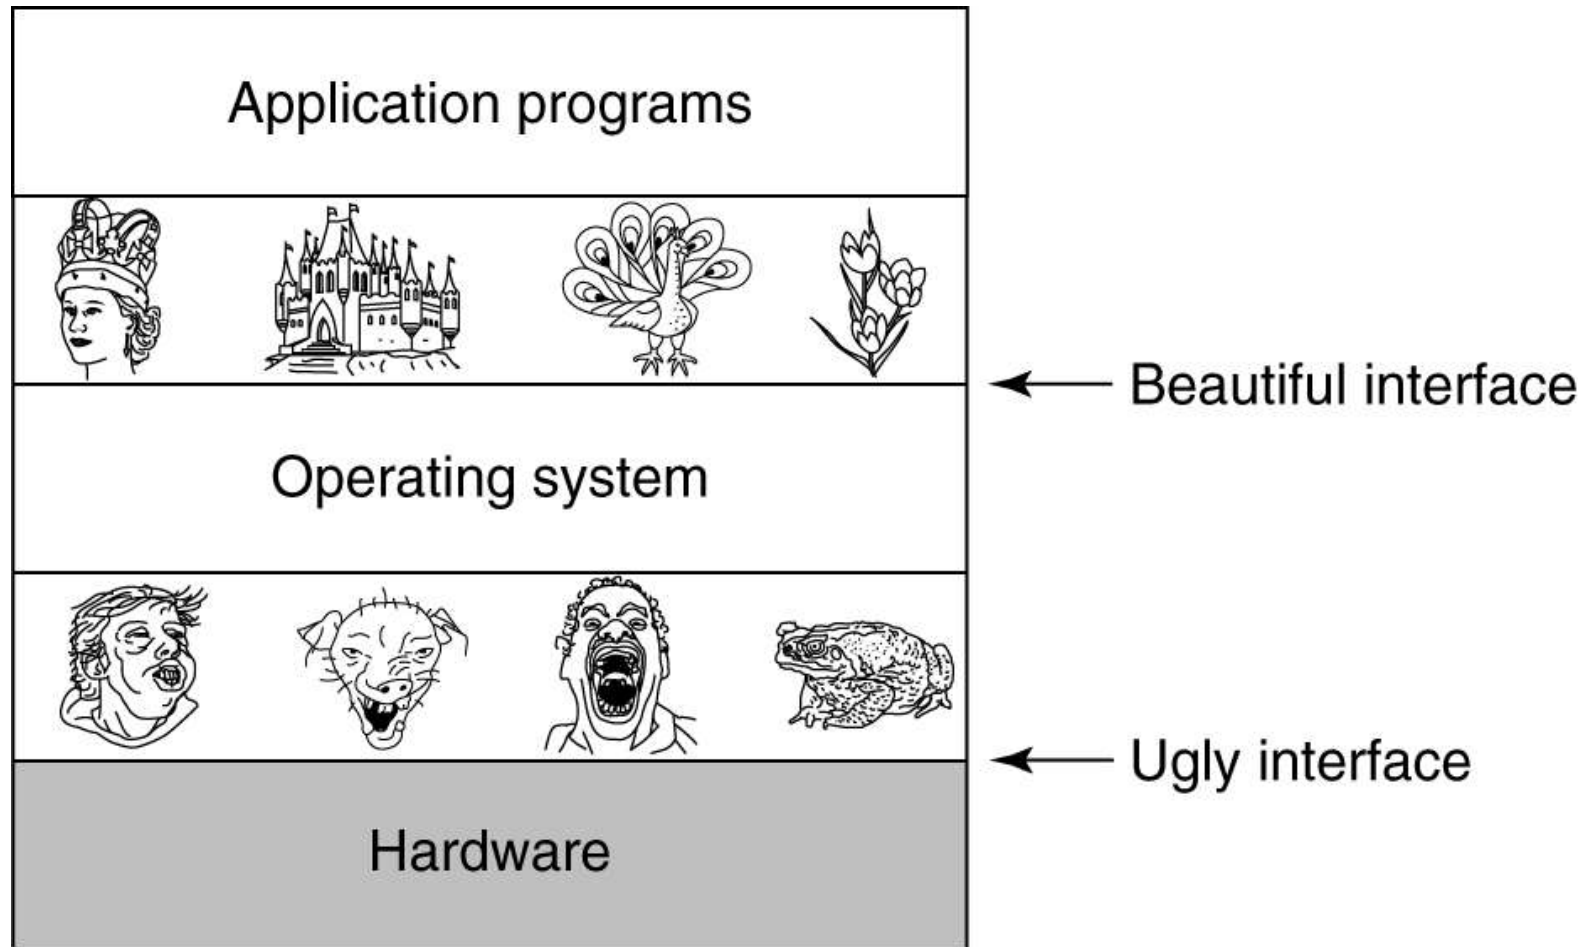 Application programs
Beautiful interface
Operating system
Ugly interface
Hardware